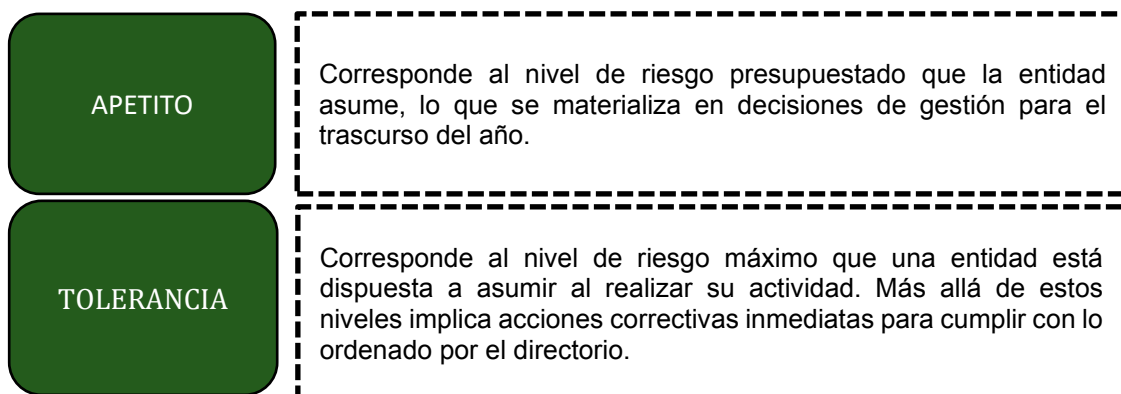 APETITO
Corresponde al nivel de riesgo presupuestado que la entidad
asume, lo que se materializa en decisiones de gestión para el
trascurso del año.
TOLERANCIA
Corresponde al nivel de riesgo máximo que una entidad está
dispuesta a asumir al realizar su actividad. Más allá de estos
niveles implica acciones correctivas inmediatas para cumplir con lo
ordenado por el directorio.